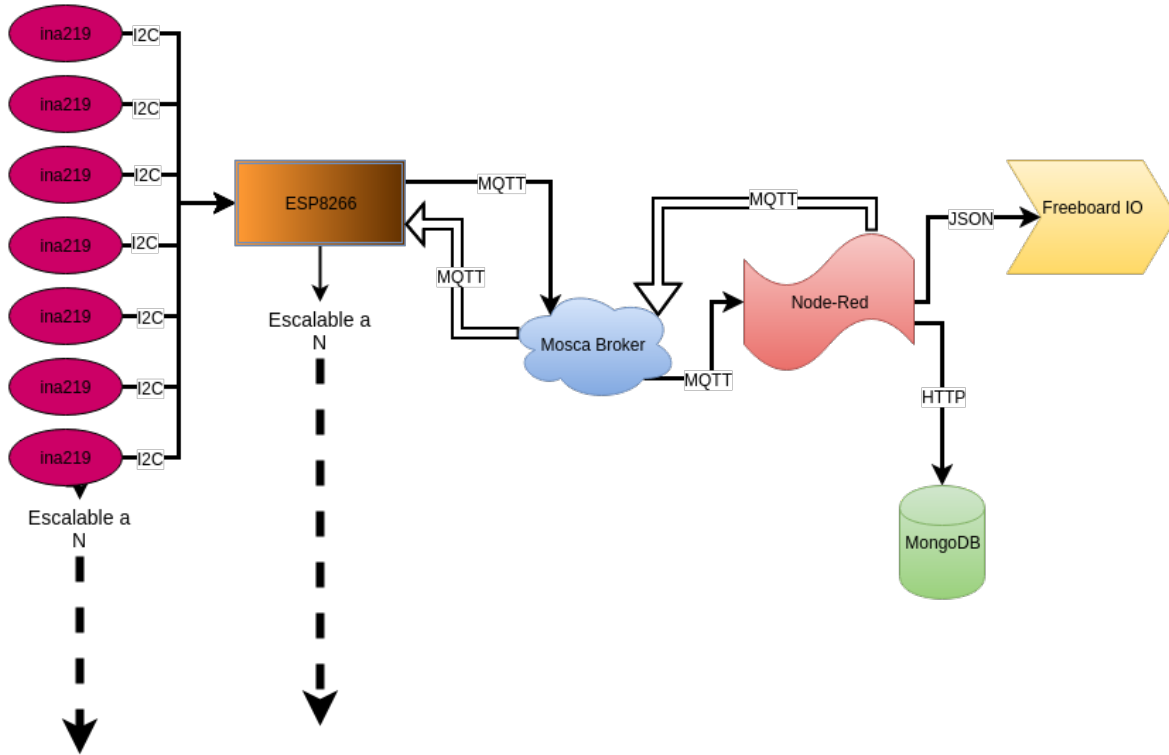 ina219
I2C
ina219
I2C
ina219
I2C
ina219
I2C
ina219
I2C
ina219
I2C
ina219
I2C
Escalable a
N
ESP8266
Escalable a
N
MQTT
MQTT
Mosca Broker
MQTT
MQTT
Node-Red
JSON
Freeboard IO
HTTP
MongoDB